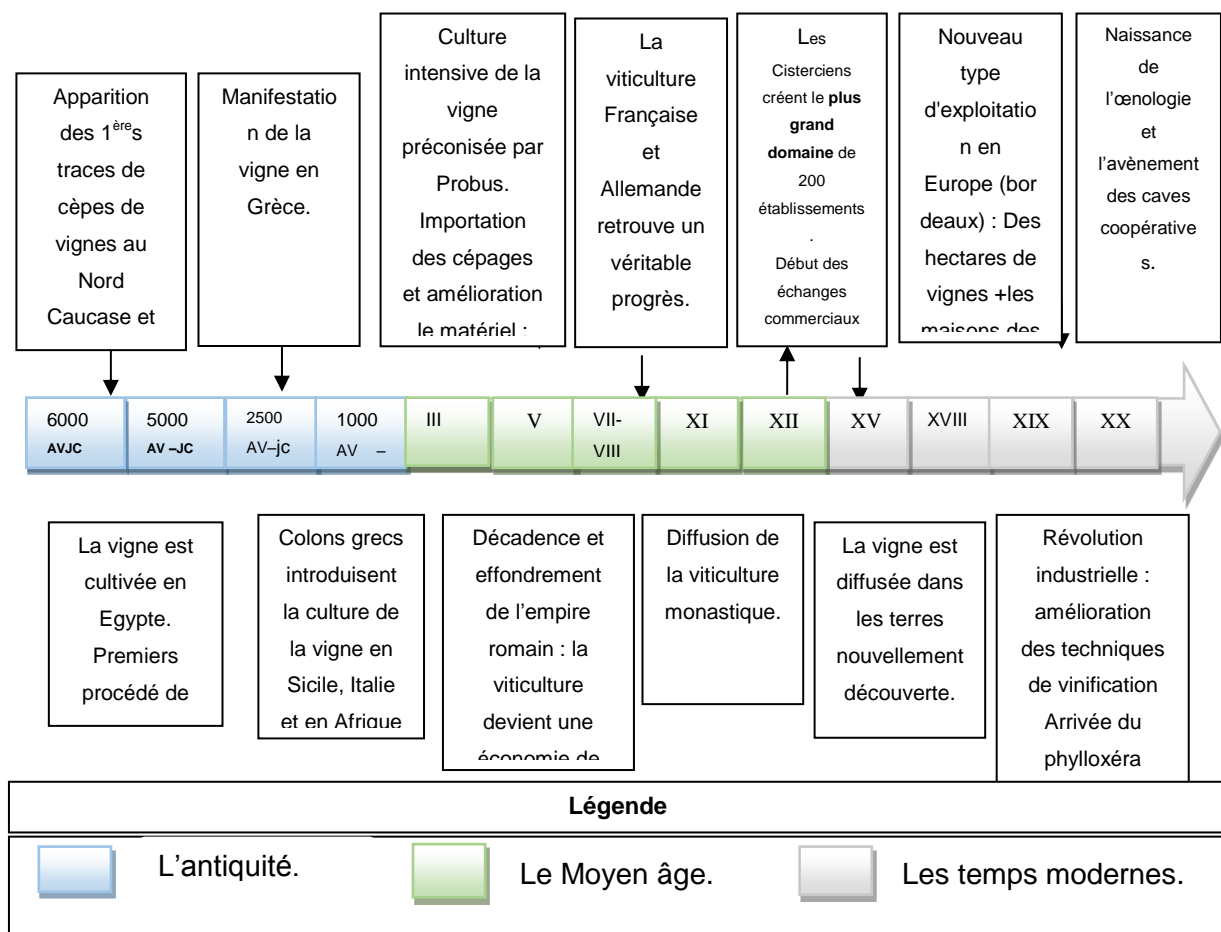 Apparition
des 1ères
traces de
cèpes de
vignes au
Nord
Caucase et
Manifestatio
n de la
vigne en
Grèce.
Culture
intensive de la
vigne
préconisée par
Probus.
Importation
des cépages
et amélioration
le matériel :
La
viticulture
Française
et
Allemande
retrouve un
véritable
progrès.
Les
Cisterciens
créent le plus
grand
domaine de
200
établissements
.
Début des
échanges
commerciaux
Nouveau
type
d'exploitatio
n en
Europe (bor
deaux) : Des
hectares de
vignes +les
maisons des
Naissance
de
l'œnologie
et
l'avènement
des caves
coopérative
s.
6000
AVJC
5000
AV –JC
2500
AV–jc
1000
AV –
III
V
VII-
VIII
XI
XII
XV
XVIII
XIX
XX
La vigne est
cultivée en
Egypte.
Premiers
procédé de
Colons grecs
introduisent
la culture de
la vigne en
Sicile, Italie
et en Afrique
Décadence et
effondrement
de l'empire
romain : la
viticulture
devient une
économie de
Diffusion de
la viticulture
monastique.
La vigne est
diffusée dans
les terres
nouvellement
découverte.
Révolution
industrielle :
amélioration
des techniques
de vinification
Arrivée du
phylloxéra
Légende
L'antiquité.
Le Moyen âge.
Les temps modernes.